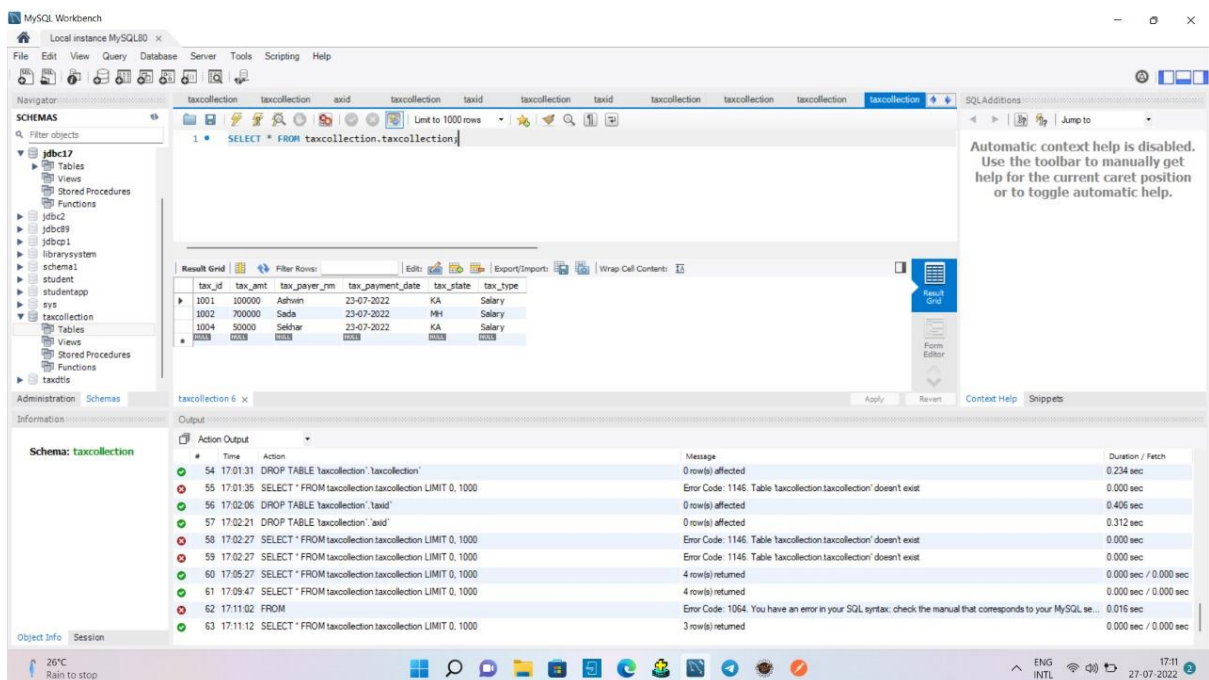 MySQL Workbench
Local instance MySQL80 ×
File Edit View Query Database Server Tools Scripting Help
Navigator
SCHEMAS
Filter objects
jdbc17
Tables
Views
Stored Procedures
Functions
jdbc2
jdbc89
jdbcp1
librarysystem
schema1
student
studentapp
sys
taxcollection
Tables
Views
Stored Procedures
Functions
taxdtls
Administration Schemas
Information
Schema: taxcollection
Object Info Session
taxcollection taxcollection axid taxcollection taxid taxcollection taxid taxcollection taxcollection taxcollection taxcollection
Limit to 1000 rows
1 SELECT * FROM taxcollection.taxcollection;
Result Grid Filter Rows: Edit: Export/Import: Wrap Cell Content:
tax_id tax_amt tax_payer_nm tax_payment_date tax_state tax_type
1001 100000 Ashwin 23-07-2022 KA Salary
1002 700000 Sada 23-07-2022 MH Salary
1004 50000 Sekhar 23-07-2022 KA Salary
NULL NULL NULL NULL NULL NULL
Result Grid
Form Editor
taxcollection 6 × Apply Revert
SQLAdditions
Jump to
Automatic context help is disabled.
Use the toolbar to manually get
help for the current caret position
or to toggle automatic help.
Context Help Snippets
Output
Action Output
# Time Action Message Duration / Fetch
54 17:01:31 DROP TABLE `taxcollection`.`taxcollection` 0 row(s) affected 0.234 sec
55 17:01:35 SELECT * FROM taxcollection.taxcollection LIMIT 0, 1000 Error Code: 1146. Table 'taxcollection.taxcollection' doesn't exist 0.000 sec
56 17:02:06 DROP TABLE `taxcollection`.`taxid` 0 row(s) affected 0.406 sec
57 17:02:21 DROP TABLE `taxcollection`.`axid` 0 row(s) affected 0.312 sec
58 17:02:27 SELECT * FROM taxcollection.taxcollection LIMIT 0, 1000 Error Code: 1146. Table 'taxcollection.taxcollection' doesn't exist 0.000 sec
59 17:02:27 SELECT * FROM taxcollection.taxcollection LIMIT 0, 1000 Error Code: 1146. Table 'taxcollection.taxcollection' doesn't exist 0.000 sec
60 17:05:27 SELECT * FROM taxcollection.taxcollection LIMIT 0, 1000 4 row(s) returned 0.000 sec / 0.000 sec
61 17:09:47 SELECT * FROM taxcollection.taxcollection LIMIT 0, 1000 4 row(s) returned 0.000 sec / 0.000 sec
62 17:11:02 FROM Error Code: 1064. You have an error in your SQL syntax; check the manual that corresponds to your MySQL se... 0.016 sec
63 17:11:12 SELECT * FROM taxcollection.taxcollection LIMIT 0, 1000 3 row(s) returned 0.000 sec / 0.000 sec
26°C
Rain to stop
ENG
INTL
17:11
27-07-2022
2